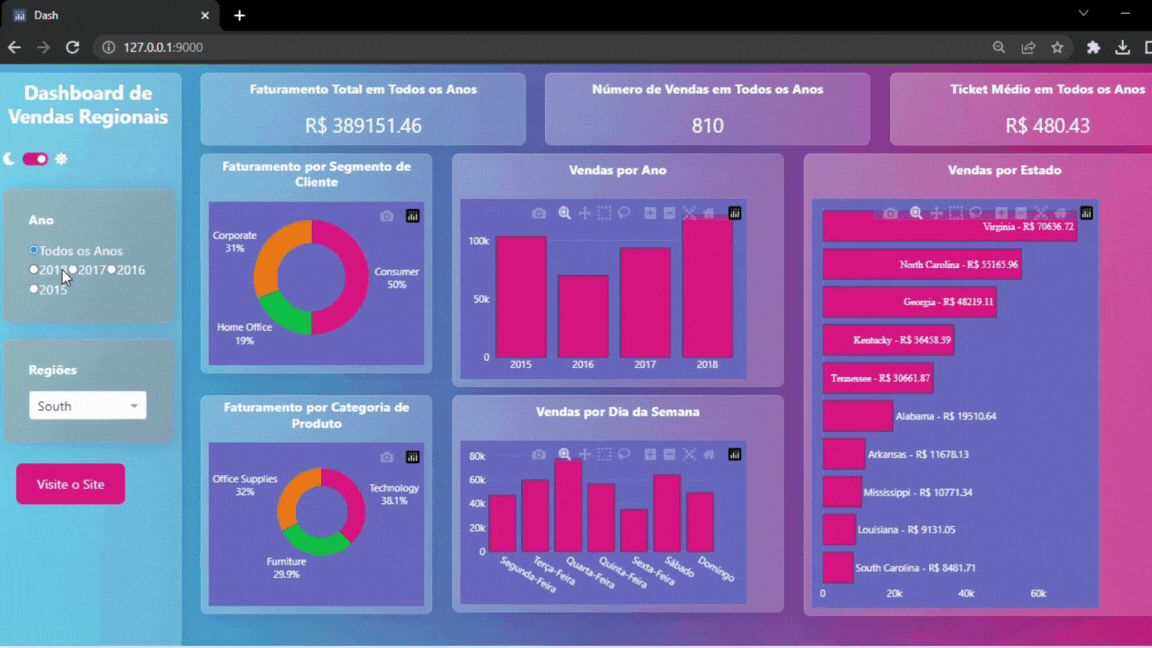 Dash
127.0.0.1:9000
Dashboard de
Vendas Regionais
Ano
Todos os Anos
2018 2017 2016
2015
Regiões
South
Visite o Site
Faturamento Total em Todos os Anos
R$ 389151.46
Número de Vendas em Todos os Anos
810
Ticket Médio em Todos os Anos
R$ 480.43
Faturamento por Segmento de
Cliente
Corporate
31%
Consumer
50%
Home Office
19%
Vendas por Ano
100k
50k
0
2015 2016 2017 2018
Faturamento por Categoria de
Produto
Office Supplies
32%
Technology
38.1%
Furniture
29.9%
Vendas por Dia da Semana
80k
60k
40k
20k
0
Segunda-Feira
Terça-Feira
Quarta-Feira
Quinta-Feira
Sexta-Feira
Sábado
Domingo
Vendas por Estado
Virginia - R$ 70636.72
North Carolina - R$ 55165.96
Georgia - R$ 48219.11
Kentucky - R$ 36458.39
Tennessee - R$ 30661.87
Alabama - R$ 19510.64
Arkansas - R$ 11678.13
Mississippi - R$ 10771.34
Louisiana - R$ 9131.05
South Carolina - R$ 8481.71
0 20k 40k 60k